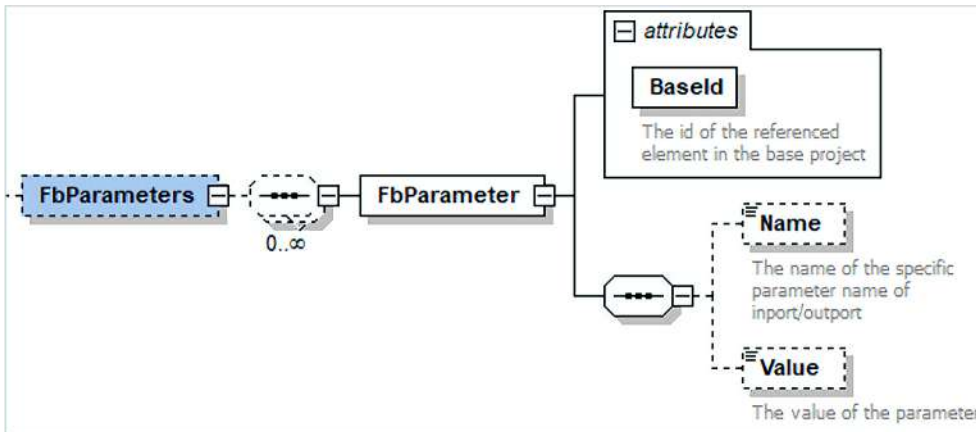 attributes
BaseId
The id of the referenced
element in the base project
FbParameters
FbParameter
0..∞
Name
The name of the specific
parameter name of
inport/outport
Value
The value of the parameter